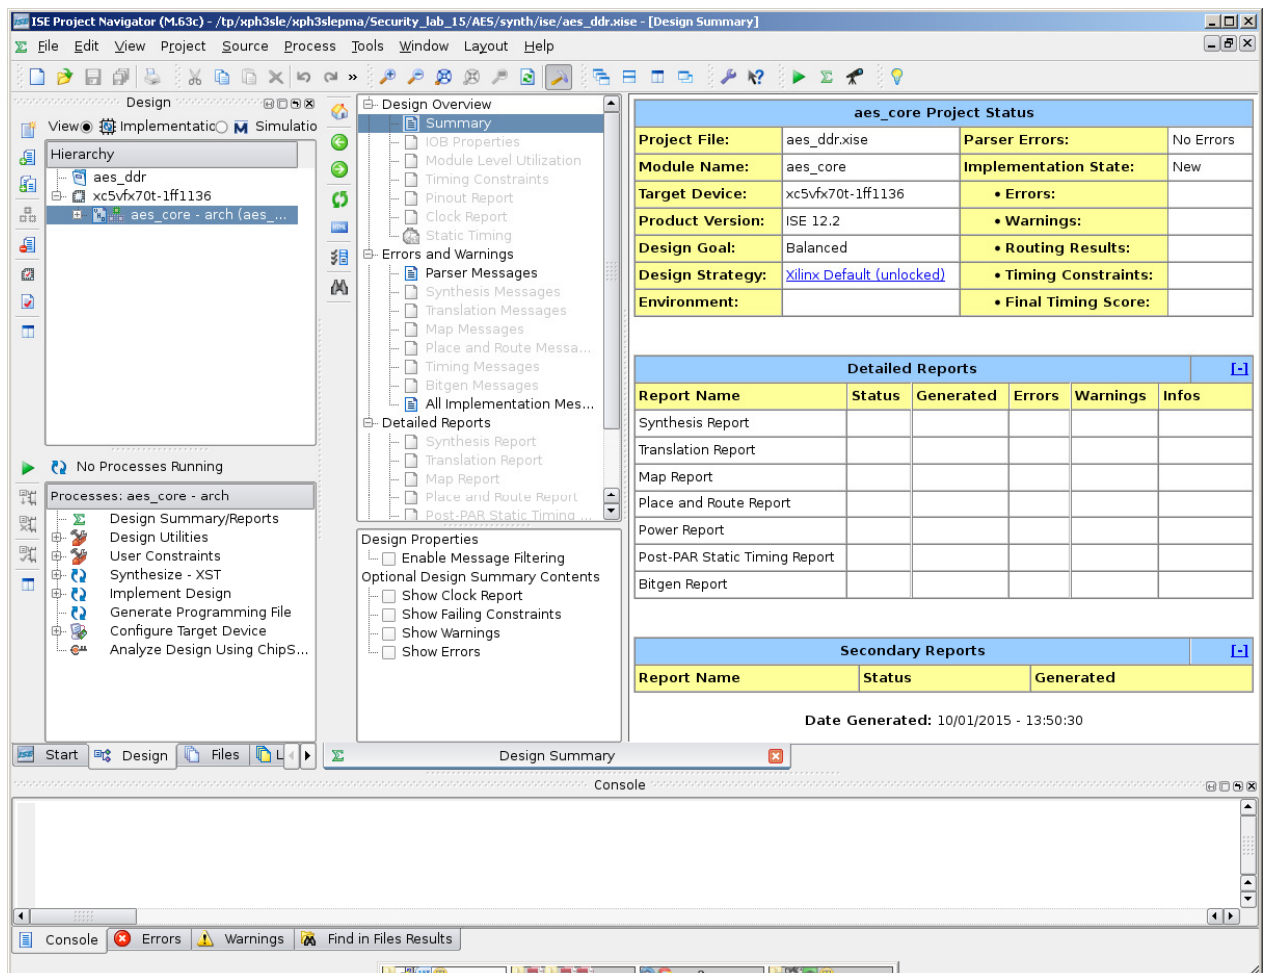 ISE Project Navigator (M.63c) - /tp/xph3sle/xph3slepma/Security_lab_15/AES/synth/ise/aes_ddr.xise - [Design Summary]
File Edit View Project Source Process Tools Window Layout Help
Design
View Implementatic Simulatio
Hierarchy
aes_ddr
xc5vfx70t-1ff1136
aes_core - arch (aes_...
No Processes Running
Processes: aes_core - arch
Design Summary/Reports
Design Utilities
User Constraints
Synthesize - XST
Implement Design
Generate Programming File
Configure Target Device
Analyze Design Using ChipS...
Start Design Files L
Design Overview
Summary
IOB Properties
Module Level Utilization
Timing Constraints
Pinout Report
Clock Report
Static Timing
Errors and Warnings
Parser Messages
Synthesis Messages
Translation Messages
Map Messages
Place and Route Messa...
Timing Messages
Bitgen Messages
All Implementation Mes...
Detailed Reports
Synthesis Report
Translation Report
Map Report
Place and Route Report
Post-PAR Static Timing ...
Design Properties
Enable Message Filtering
Optional Design Summary Contents
Show Clock Report
Show Failing Constraints
Show Warnings
Show Errors
Design Summary
aes_core Project Status
Project File: aes_ddr.xise Parser Errors: No Errors
Module Name: aes_core Implementation State: New
Target Device: xc5vfx70t-1ff1136 • Errors:
Product Version: ISE 12.2 • Warnings:
Design Goal: Balanced • Routing Results:
Design Strategy: Xilinx Default (unlocked) • Timing Constraints:
Environment: • Final Timing Score:
Detailed Reports [-]
Report Name Status Generated Errors Warnings Infos
Synthesis Report
Translation Report
Map Report
Place and Route Report
Power Report
Post-PAR Static Timing Report
Bitgen Report
Secondary Reports [-]
Report Name Status Generated
Date Generated: 10/01/2015 - 13:50:30
Console
Console Errors Warnings Find in Files Results